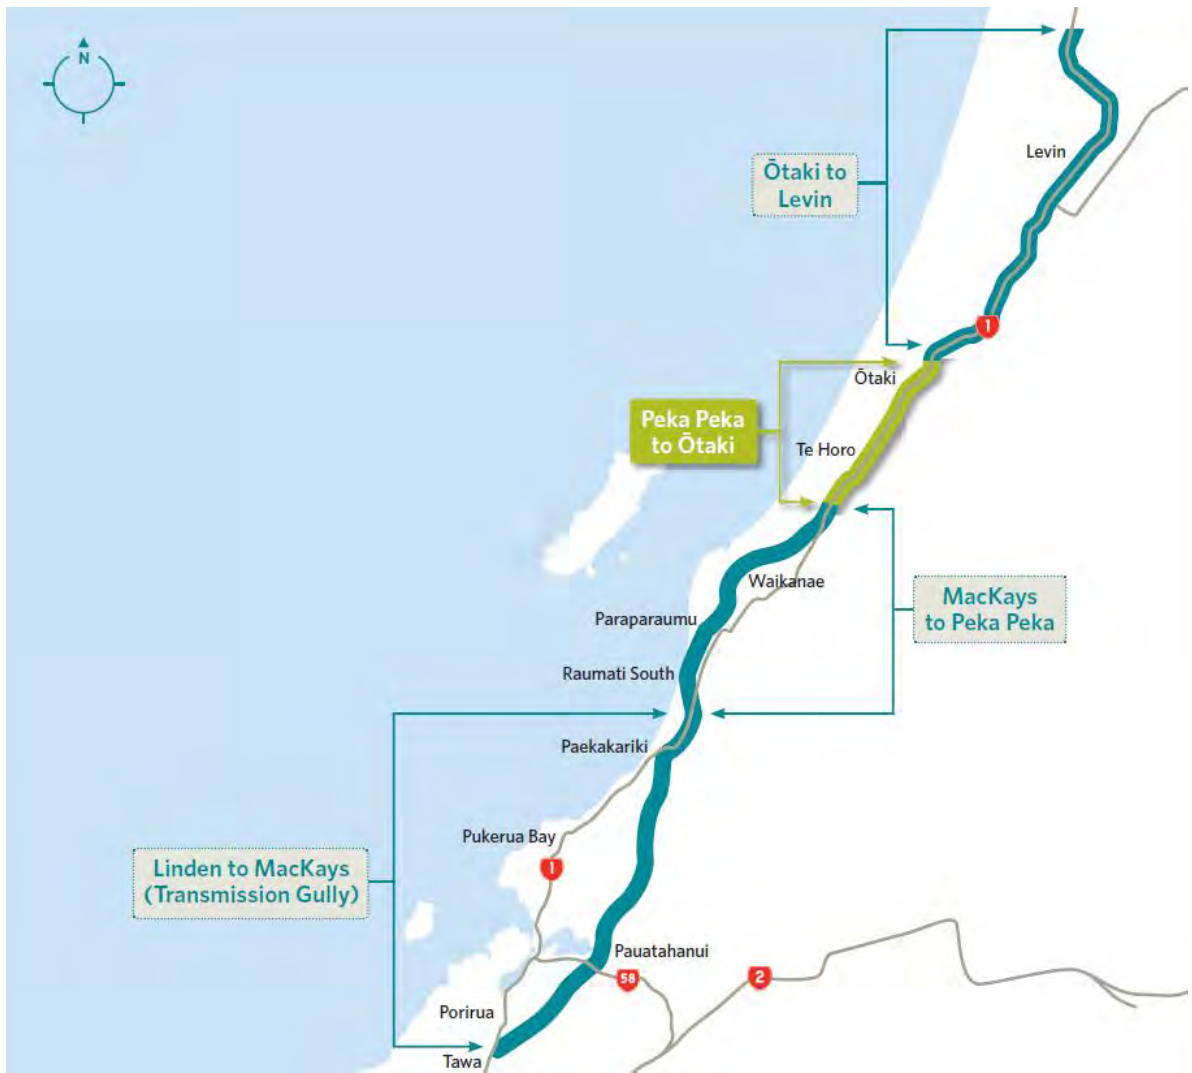 N
Levin
Ōtaki to
Levin
1
Ōtaki
Peka Peka
to Ōtaki
Te Horo
Waikanae
MacKays
to Peka Peka
Paraparaumu
Raumati South
Paekakariki
Pukerua Bay
1
Linden to MacKays
(Transmission Gully)
Pauatahanui
58
2
Porirua
Tawa